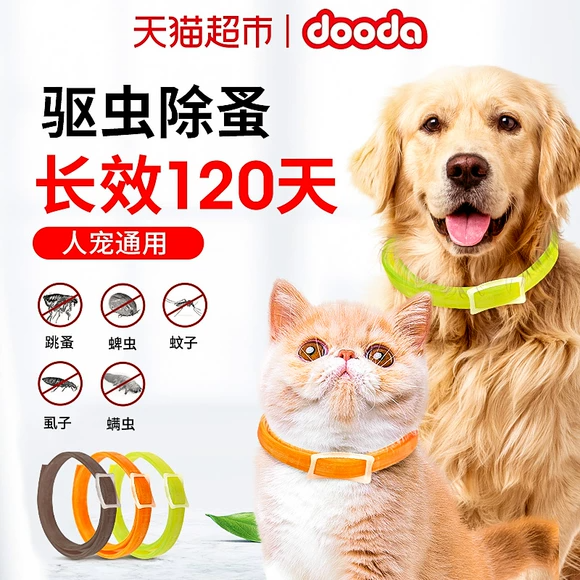 天猫超市 | dooda
驱虫除蚤
长效120天
人宠通用
跳蚤 蜱虫 蚊子
虱子 螨虫